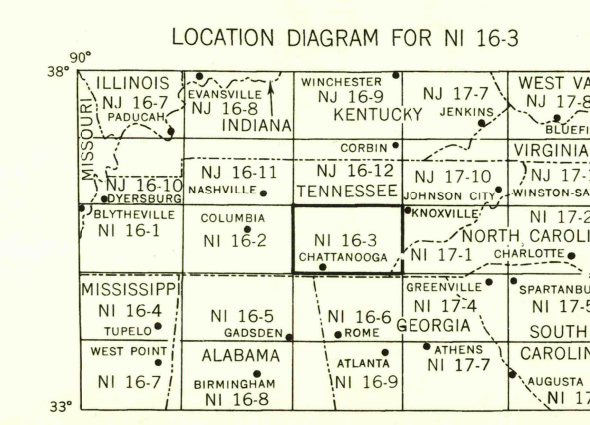 LOCATION DIAGRAM FOR NI 16-3
90°
38°
ILLINOIS
NJ 16-7
PADUCAH
MISSOURI
EVANSVILLE
NJ 16-8
INDIANA
WINCHESTER
NJ 16-9
KENTUCKY
NJ 17-7
JENKINS
WEST VA
NJ 17-8
BLUEFI
CORBIN
VIRGINIA
NJ 16-10
DYERSBURG
NJ 16-11
NASHVILLE
NJ 16-12
TENNESSEE
NJ 17-10
JOHNSON CITY
NJ 17-1
WINSTON-SA
BLYTHEVILLE
NI 16-1
COLUMBIA
NI 16-2
NI 16-3
CHATTANOOGA
KNOXVILLE
NI 17-1
NI 17-2
NORTH CAROLI
CHARLOTTE
MISSISSIPPI
NI 16-4
TUPELO
NI 16-5
GADSDEN
NI 16-6
ROME
GREENVILLE
NI 17-4
GEORGIA
SPARTANBU
NI 17-5
SOUTH
WEST POINT
NI 16-7
ALABAMA
BIRMINGHAM
NI 16-8
ATLANTA
NI 16-9
ATHENS
NI 17-7
CAROLIN
AUGUSTA
NI 17
33°